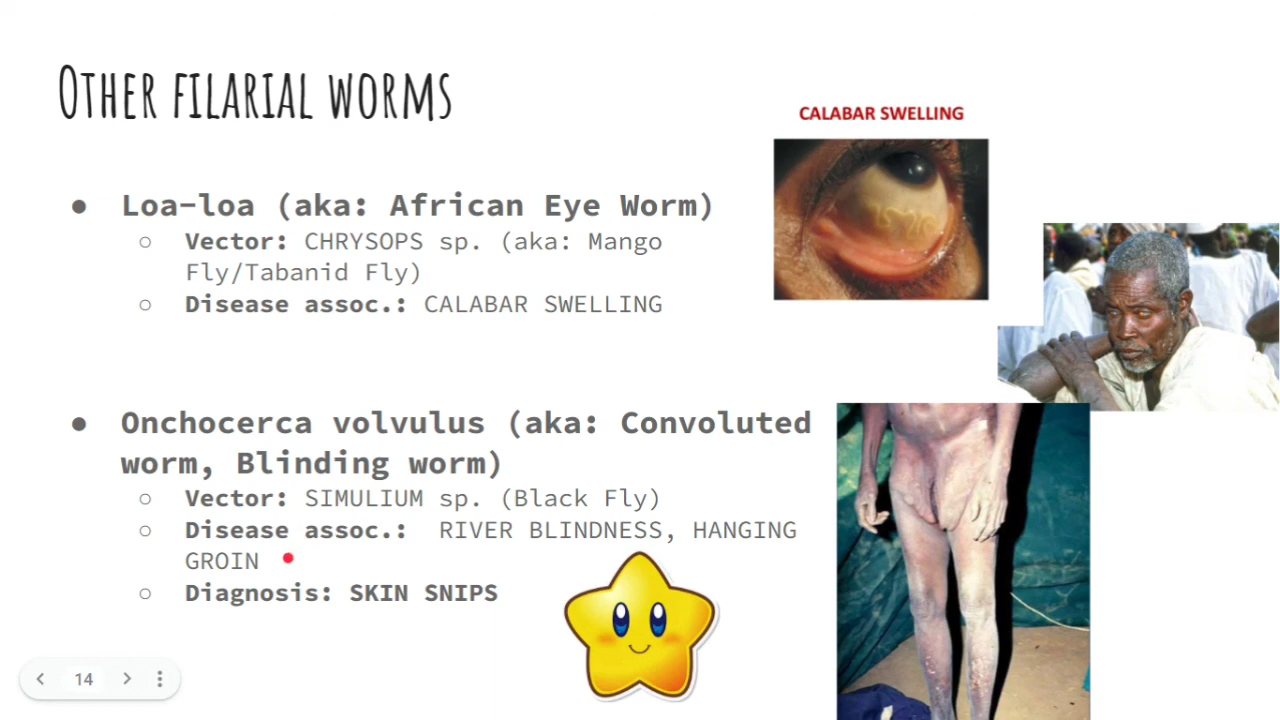 OTHER FILARIAL WORMS
CALABAR SWELLING
● Loa-loa (aka: African Eye Worm)
○ Vector: CHRYSOPS sp. (aka: Mango
Fly/Tabanid Fly)
○ Disease assoc.: CALABAR SWELLING
● Onchocerca volvulus (aka: Convoluted
worm, Blinding worm)
○ Vector: SIMULIUM sp. (Black Fly)
○ Disease assoc.: RIVER BLINDNESS, HANGING
GROIN
○ Diagnosis: SKIN SNIPS
14